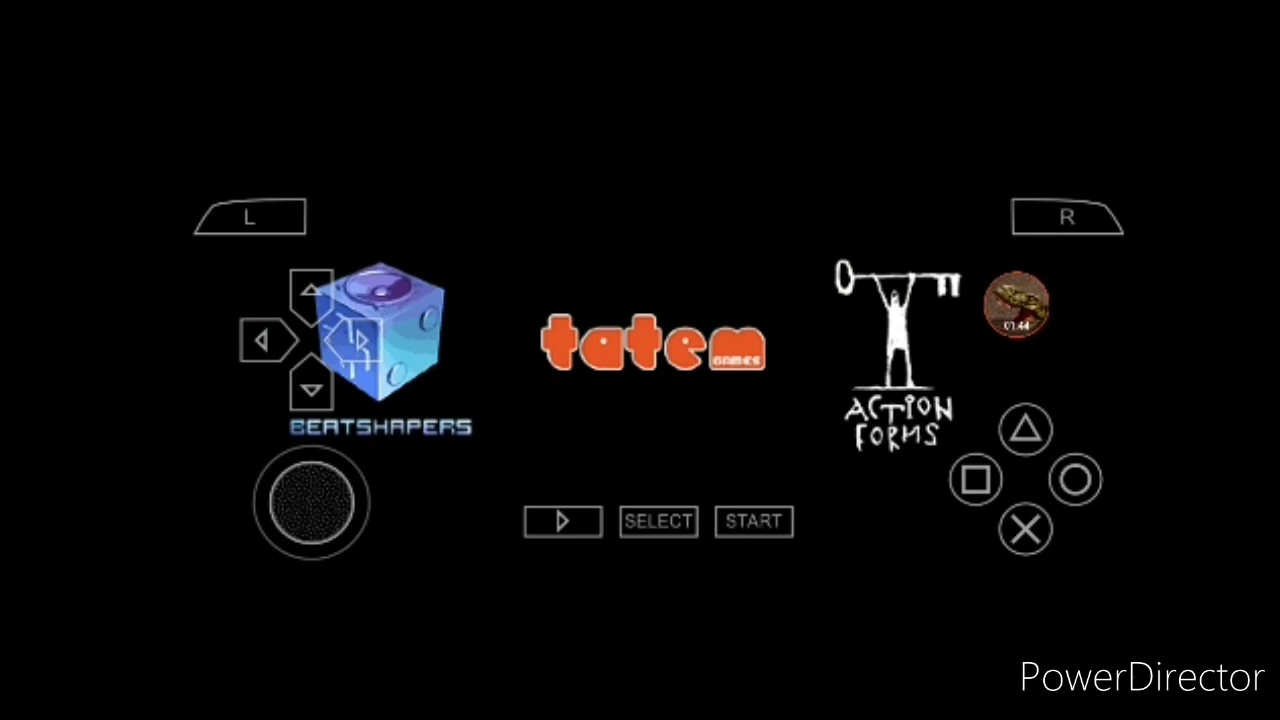 L
R
BEATSHAPERS
tatem
GAMES
01:44
ACTION
FORMS
SELECT
START
PowerDirector